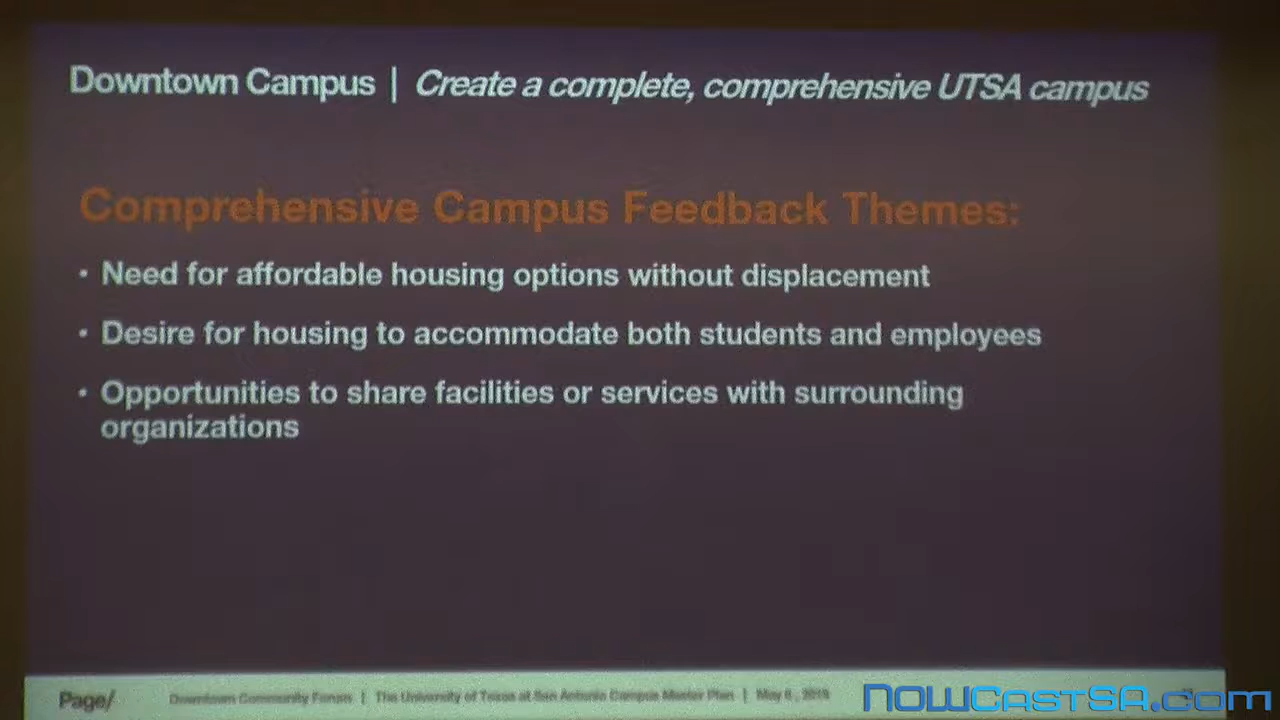 Downtown Campus | Create a complete, comprehensive UTSA campus
Comprehensive Campus Feedback Themes:
• Need for affordable housing options without displacement
• Desire for housing to accommodate both students and employees
• Opportunities to share facilities or services with surrounding
organizations
Page/ Downtown Community Forum | The University of Texas at San Antonio Campus Master Plan | May 6, 2019
NOWCastSA.com